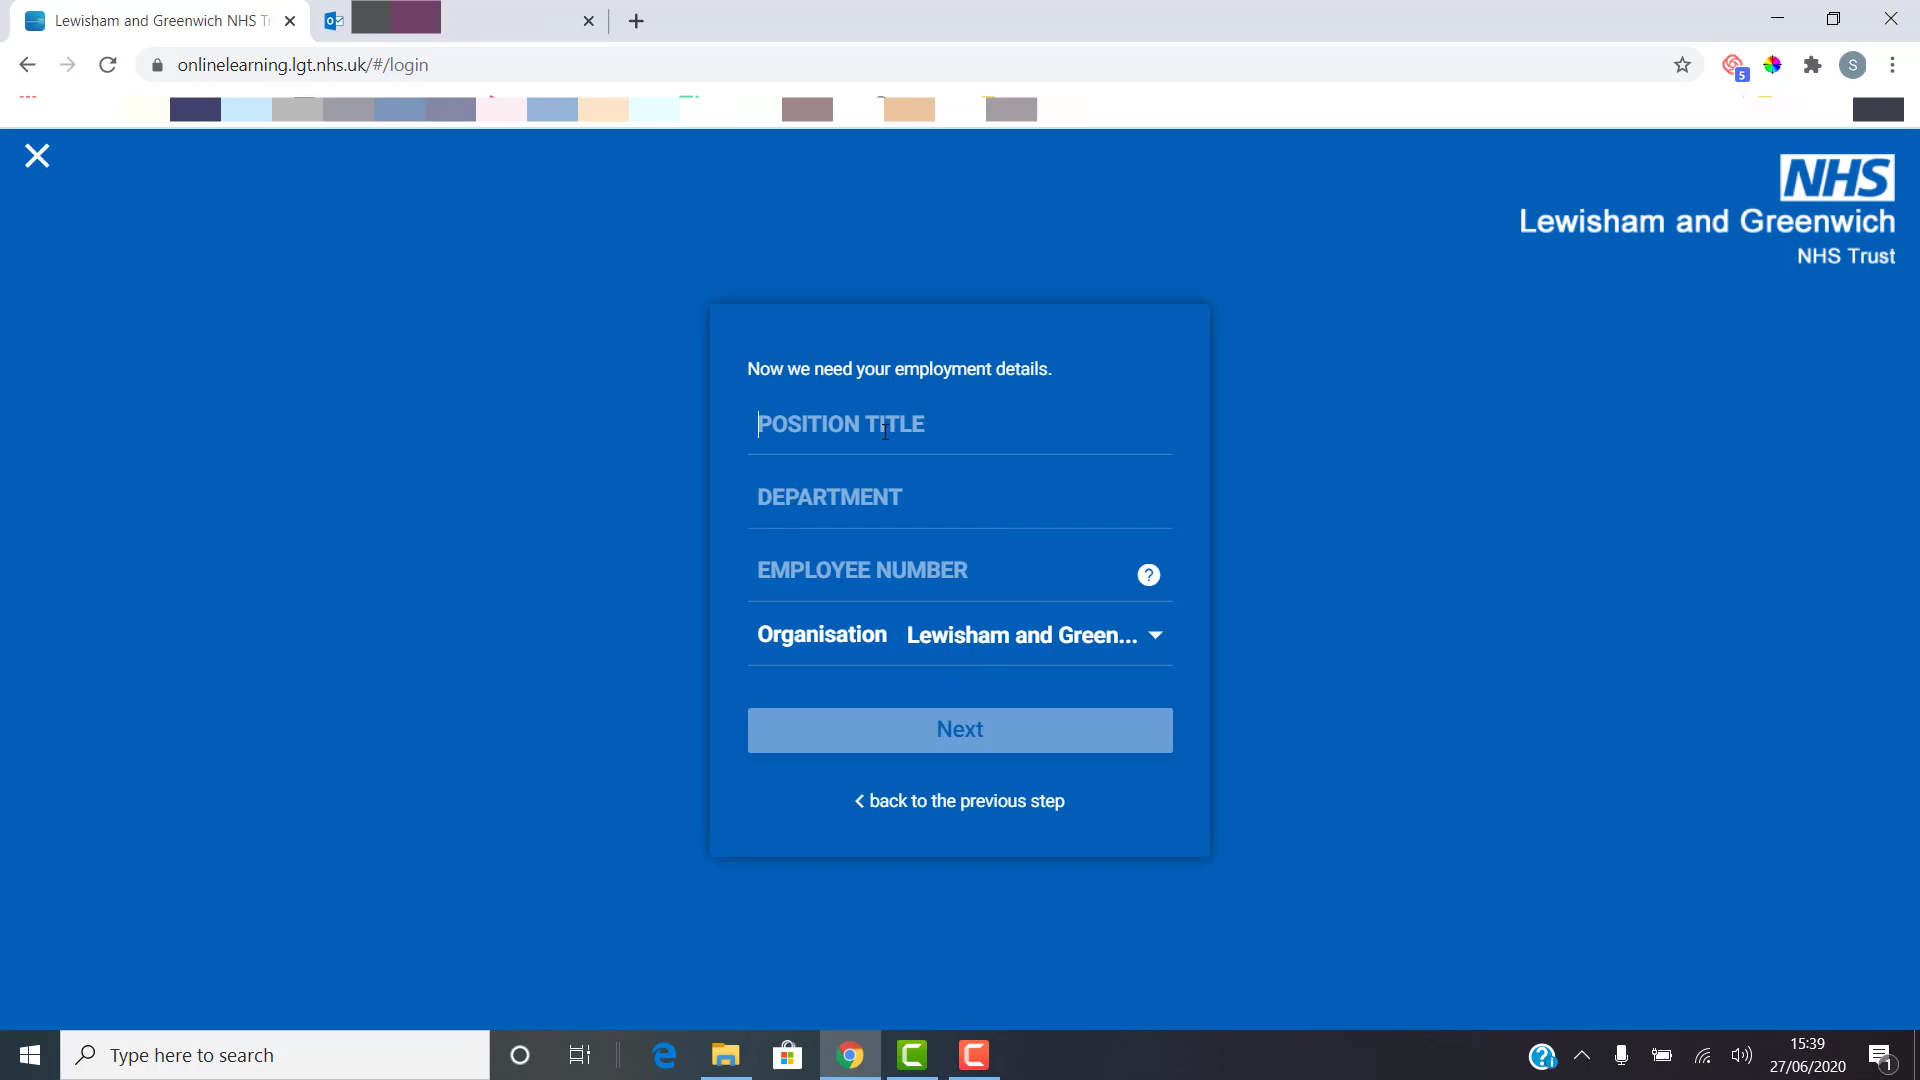 Lewisham and Greenwich NHS Tr
onlinelearning.lgt.nhs.uk/#/login
S
5
NHS
Lewisham and Greenwich
NHS Trust
Now we need your employment details.
POSITION TITLE
DEPARTMENT
EMPLOYEE NUMBER
?
Organisation Lewisham and Green...
Next
< back to the previous step
Type here to search
15:39
27/06/2020
1